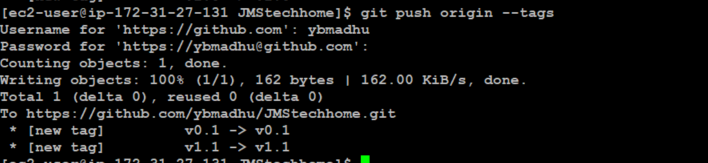 [ec2-user@ip-172-31-27-131 JMStechhome]$ git push origin --tags
Username for 'https://github.com': ybmadhu
Password for 'https://ybmadhu@github.com':
Counting objects: 1, done.
Writing objects: 100% (1/1), 162 bytes | 162.00 KiB/s, done.
Total 1 (delta 0), reused 0 (delta 0)
To https://github.com/ybmadhu/JMStechhome.git
 * [new tag]         v0.1 -> v0.1
 * [new tag]         v1.1 -> v1.1
[ec2-user@ip-172-31-27-131 JMStechhome]$